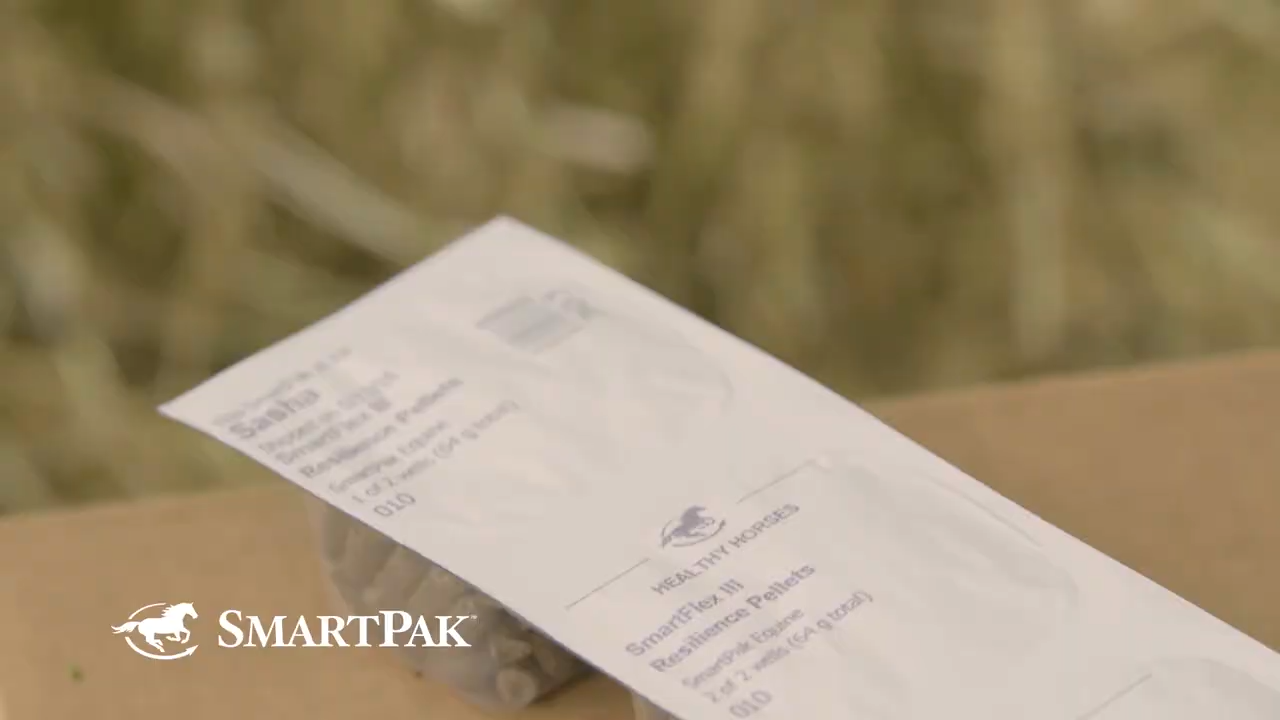 Sasha
SmartFlex III
Resilience Pellets
SmartPak Equine
1 of 2 wells (64 g total)
010
HEALTHY HORSES
SmartFlex III
Resilience Pellets
SmartPak Equine
2 of 2 wells (64 g total)
010
SMARTPAK™